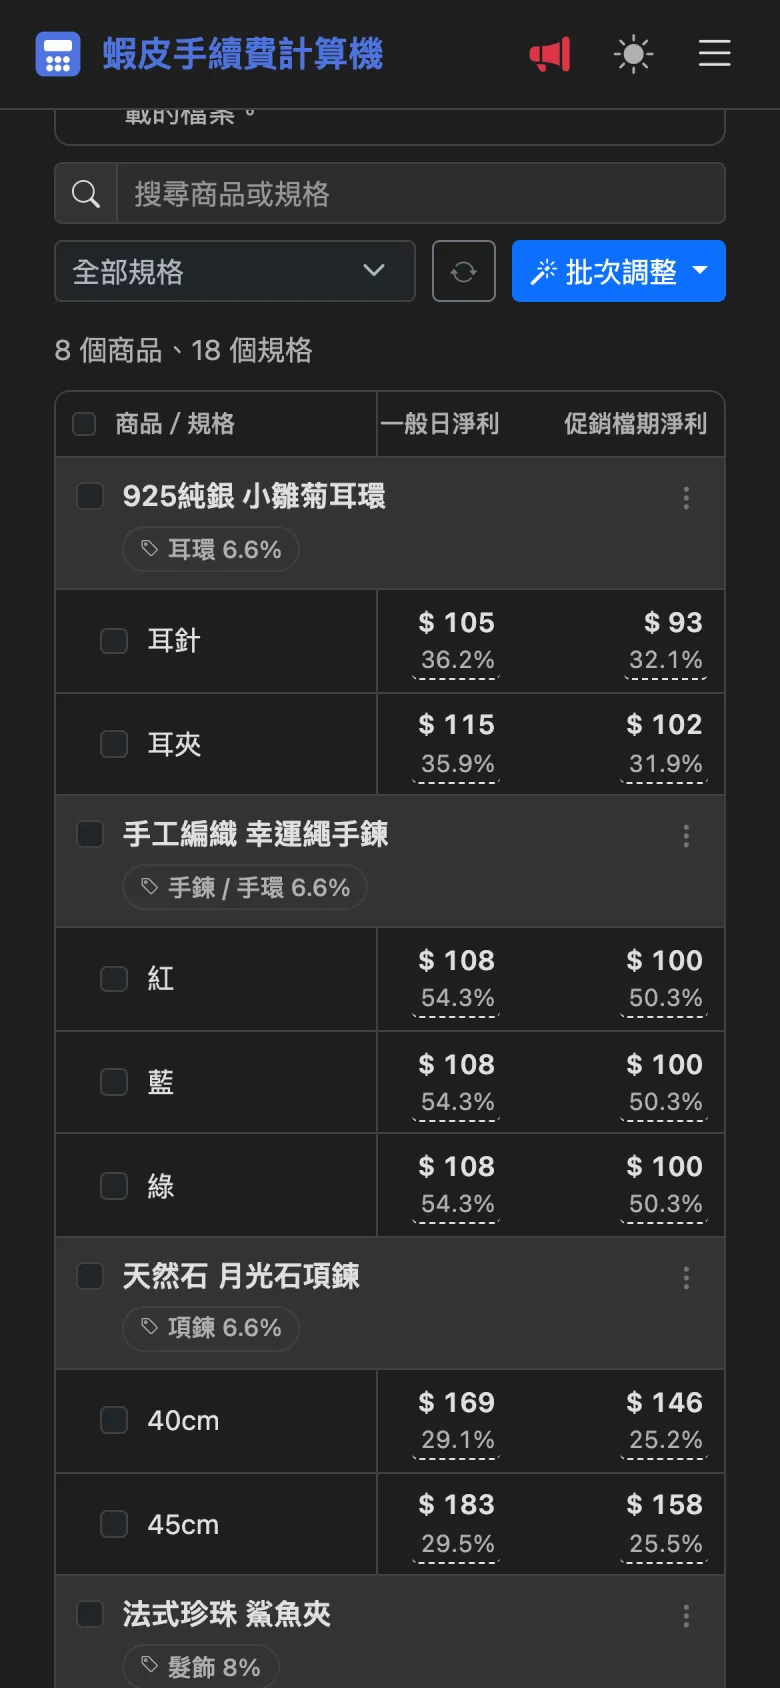 蝦皮手續費計算機
載的檔案。
搜尋商品或規格
全部規格
批次調整
8 個商品、18 個規格
商品 / 規格 一般日淨利 促銷檔期淨利
925純銀 小雛菊耳環
耳環 6.6%
耳針 $ 105 $ 93
36.2% 32.1%
耳夾 $ 115 $ 102
35.9% 31.9%
手工編織 幸運繩手鍊
手鍊 / 手環 6.6%
紅 $ 108 $ 100
54.3% 50.3%
藍 $ 108 $ 100
54.3% 50.3%
綠 $ 108 $ 100
54.3% 50.3%
天然石 月光石項鍊
項鍊 6.6%
40cm $ 169 $ 146
29.1% 25.2%
45cm $ 183 $ 158
29.5% 25.5%
法式珍珠 鯊魚夾
髮飾 8%